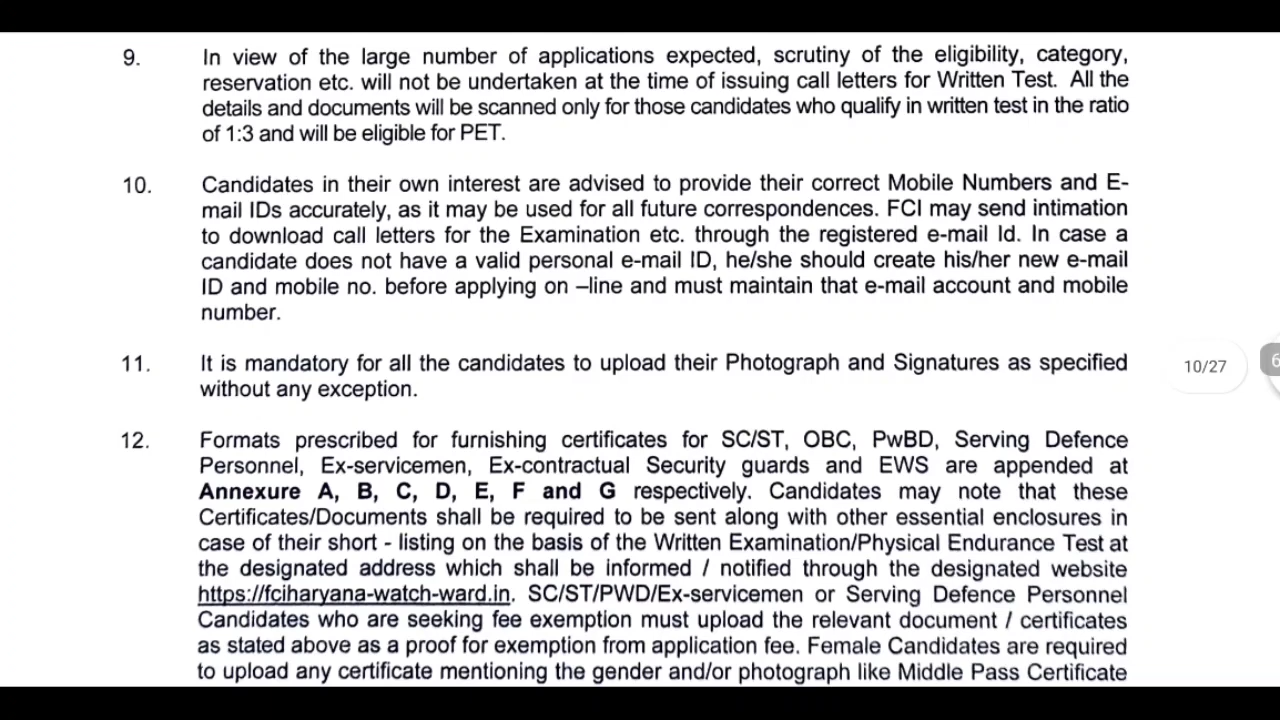 9. In view of the large number of applications expected, scrutiny of the eligibility, category,
reservation etc. will not be undertaken at the time of issuing call letters for Written Test. All the
details and documents will be scanned only for those candidates who qualify in written test in the ratio
of 1:3 and will be eligible for PET.
10. Candidates in their own interest are advised to provide their correct Mobile Numbers and E-
mail IDs accurately, as it may be used for all future correspondences. FCI may send intimation
to download call letters for the Examination etc. through the registered e-mail Id. In case a
candidate does not have a valid personal e-mail ID, he/she should create his/her new e-mail
ID and mobile no. before applying on –line and must maintain that e-mail account and mobile
number.
11. It is mandatory for all the candidates to upload their Photograph and Signatures as specified
without any exception.
10/27
6
12. Formats prescribed for furnishing certificates for SC/ST, OBC, PwBD, Serving Defence
Personnel, Ex-servicemen, Ex-contractual Security guards and EWS are appended at
Annexure A, B, C, D, E, F and G respectively. Candidates may note that these
Certificates/Documents shall be required to be sent along with other essential enclosures in
case of their short - listing on the basis of the Written Examination/Physical Endurance Test at
the designated address which shall be informed / notified through the designated website
https://fciharyana-watch-ward.in. SC/ST/PWD/Ex-servicemen or Serving Defence Personnel
Candidates who are seeking fee exemption must upload the relevant document / certificates
as stated above as a proof for exemption from application fee. Female Candidates are required
to upload any certificate mentioning the gender and/or photograph like Middle Pass Certificate